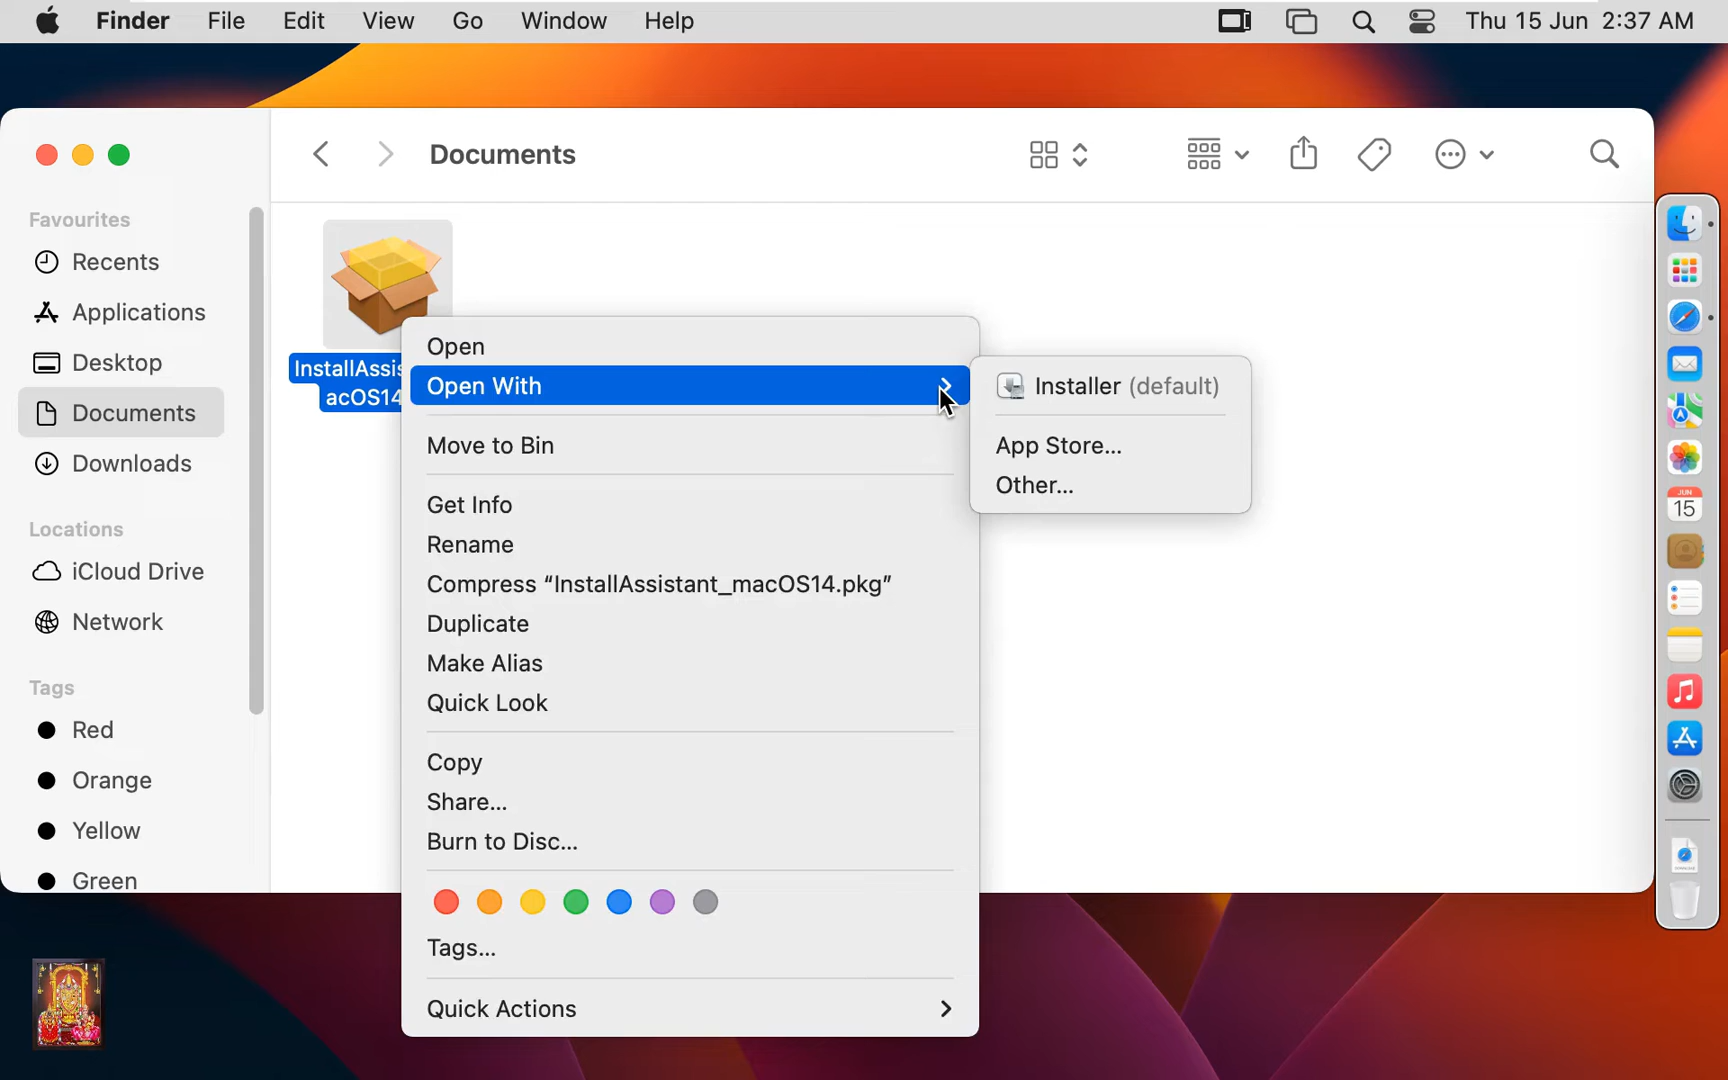 Finder File Edit View Go Window Help Thu 15 Jun 2:37 AM
Documents
Favourites
Recents
Applications
Desktop
Documents
Downloads
Locations
iCloud Drive
Network
Tags
Red
Orange
Yellow
Green
InstallAssis
acOS14
Open
Open With
Move to Bin
Get Info
Rename
Compress “InstallAssistant_macOS14.pkg”
Duplicate
Make Alias
Quick Look
Copy
Share...
Burn to Disc...
Tags...
Quick Actions
Installer (default)
App Store...
Other...
JUN
15